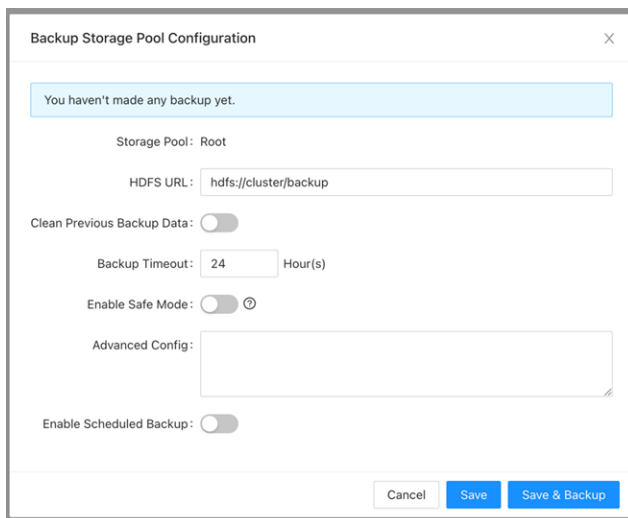 Backup Storage Pool Configuration
You haven't made any backup yet.
Storage Pool: Root
HDFS URL: hdfs://cluster/backup
Clean Previous Backup Data:
Backup Timeout: 24 Hour(s)
Enable Safe Mode:
Advanced Config:
Enable Scheduled Backup:
Cancel Save Save & Backup